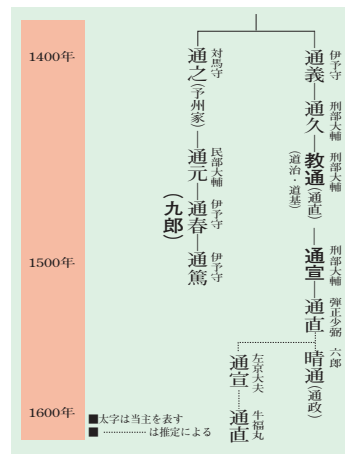 1400年
1500年
1600年
伊予守
通義
刑部大輔
通久
刑部大輔
教通(通直)
(道治・道基)
刑部大輔
通宣
弾正少弼
通直
六郎
晴通(通政)
左京大夫
通宣
牛福丸
通直
対馬守
通之(予州家)
民部大輔
通元
伊予守
通春
(九郎)
伊予守
通篤
■太字は当主を表す
■ ……………… は推定による